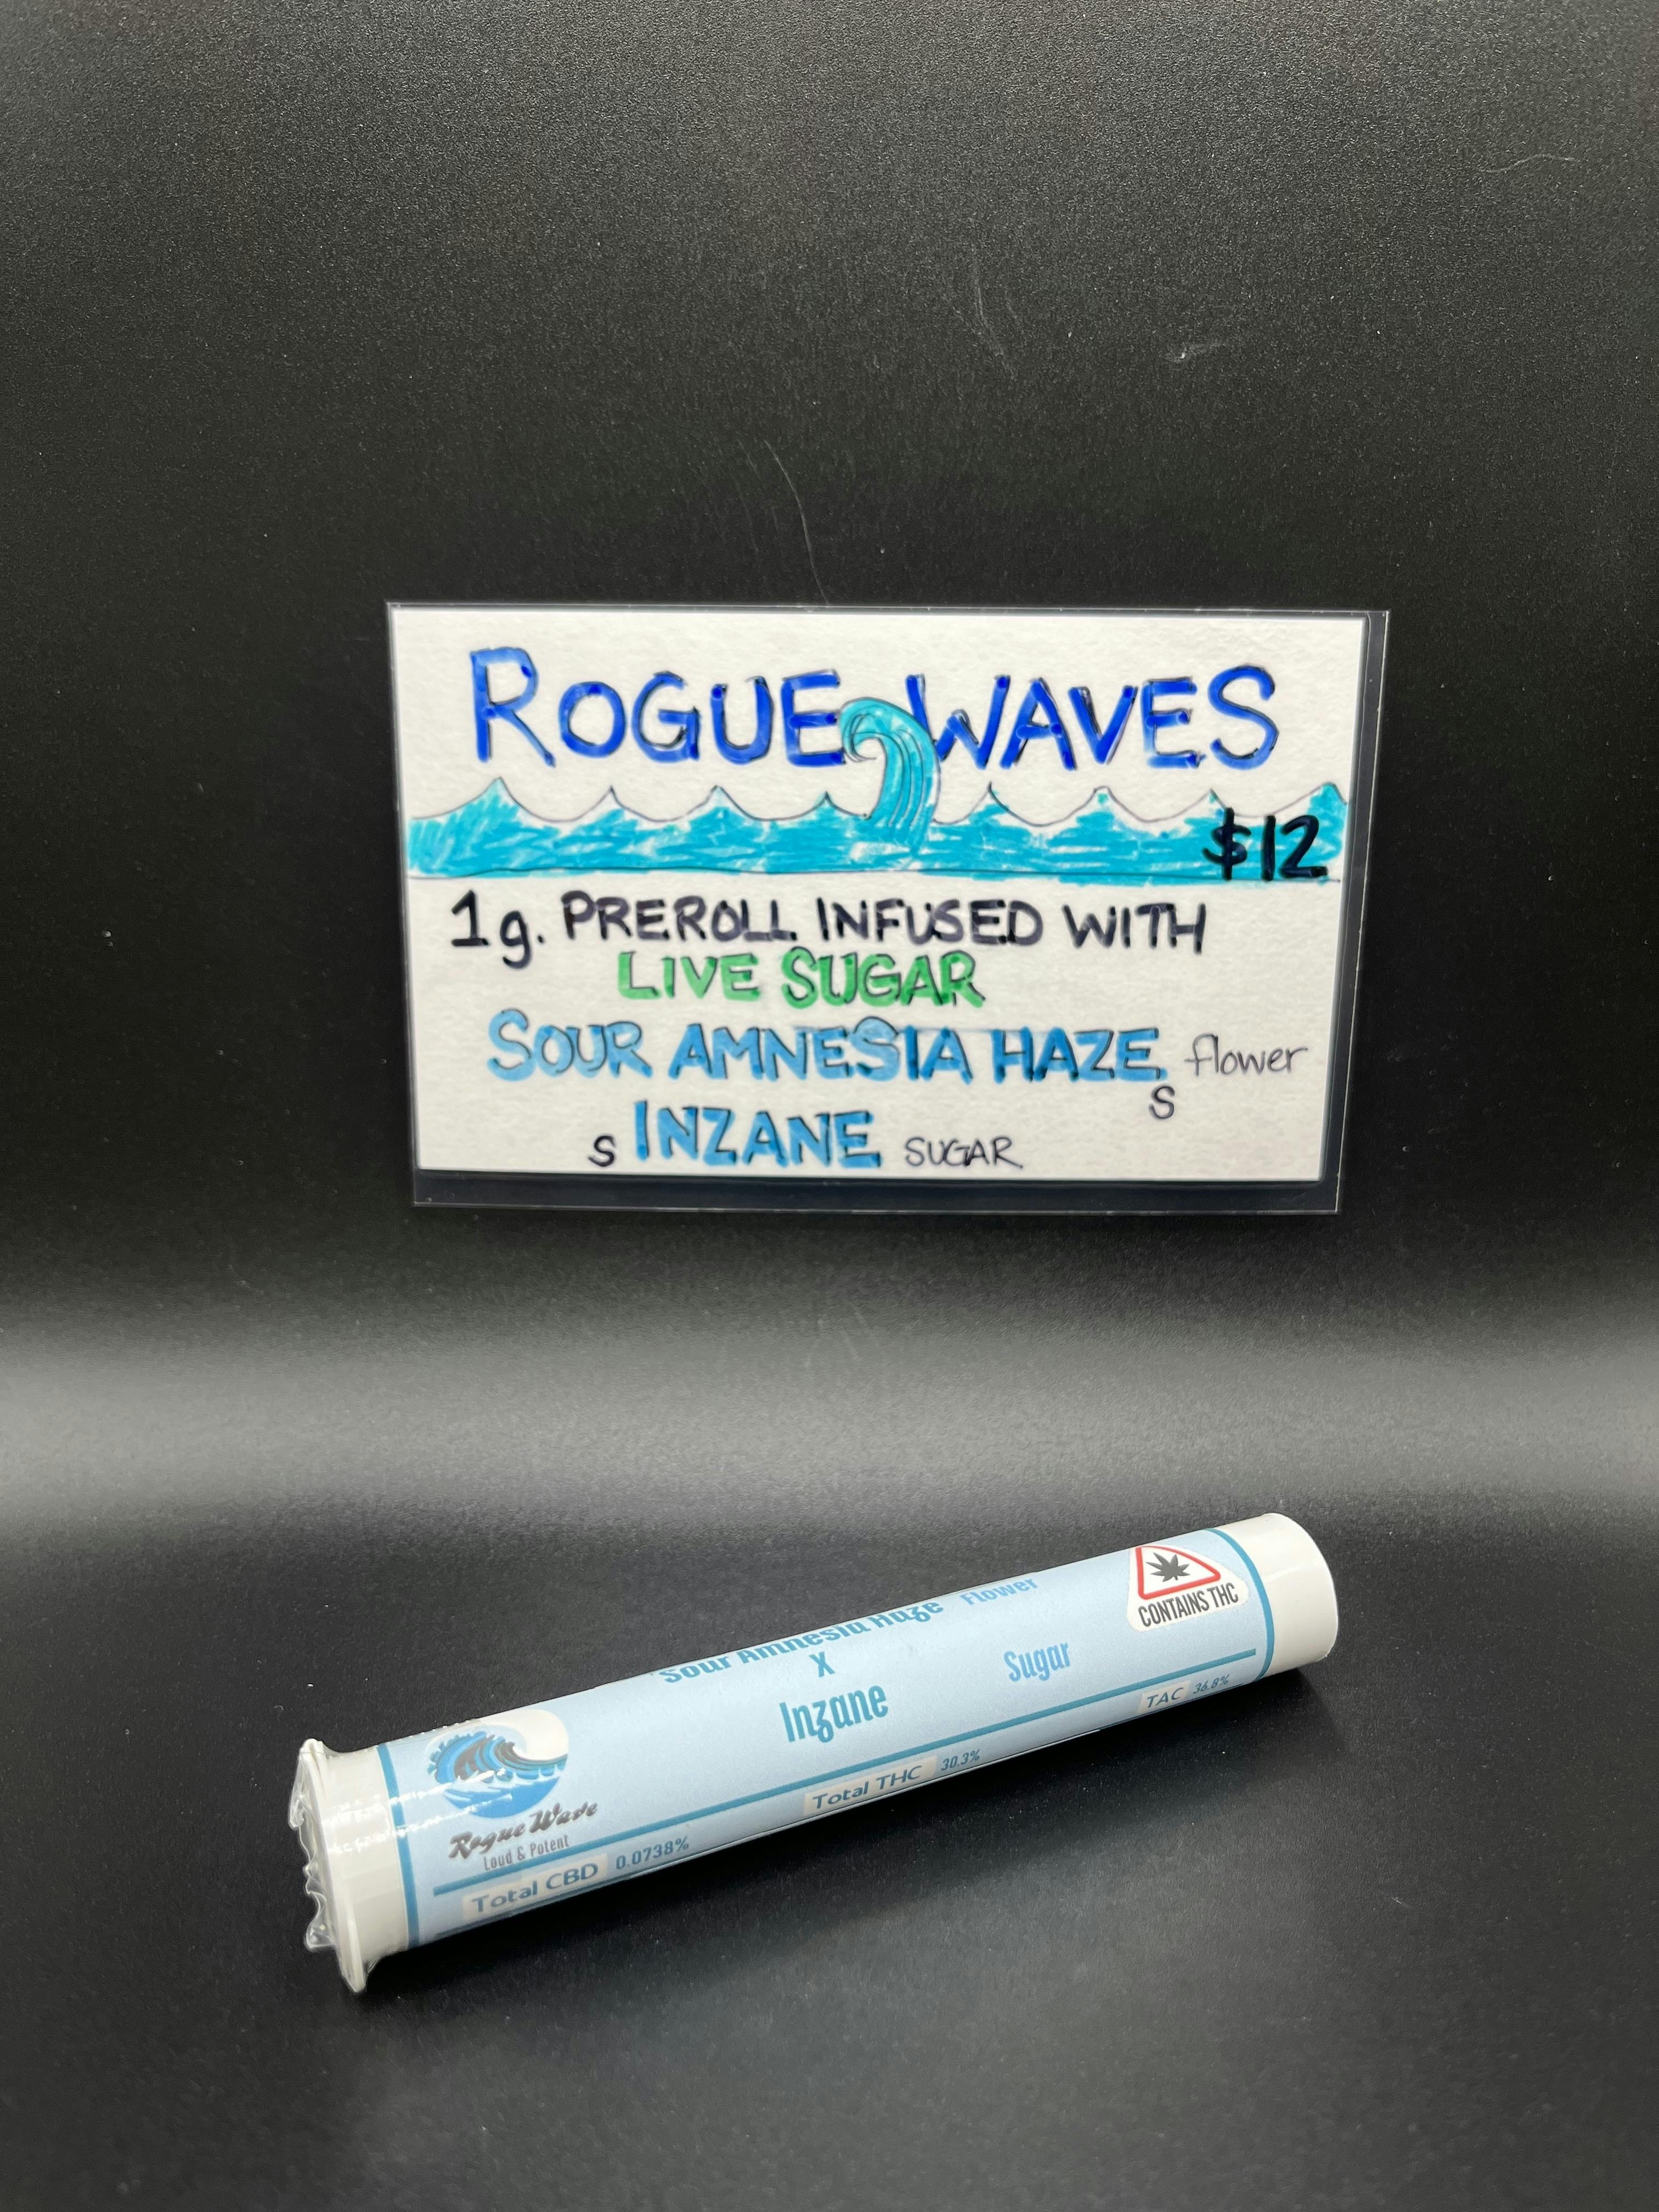 ROGUE WAVES
$12
1g. PREROLL INFUSED WITH
LIVE SUGAR
SOUR AMNESIA HAZE flower
S
S INZANE SUGAR
Sour Amnesia Haze Flower
X
Inzane Sugar
CONTAINS THC
Rogue Wave
Loud & Potent
Total CBD 0.0738%
Total THC 30.3%
TAC 36.8%